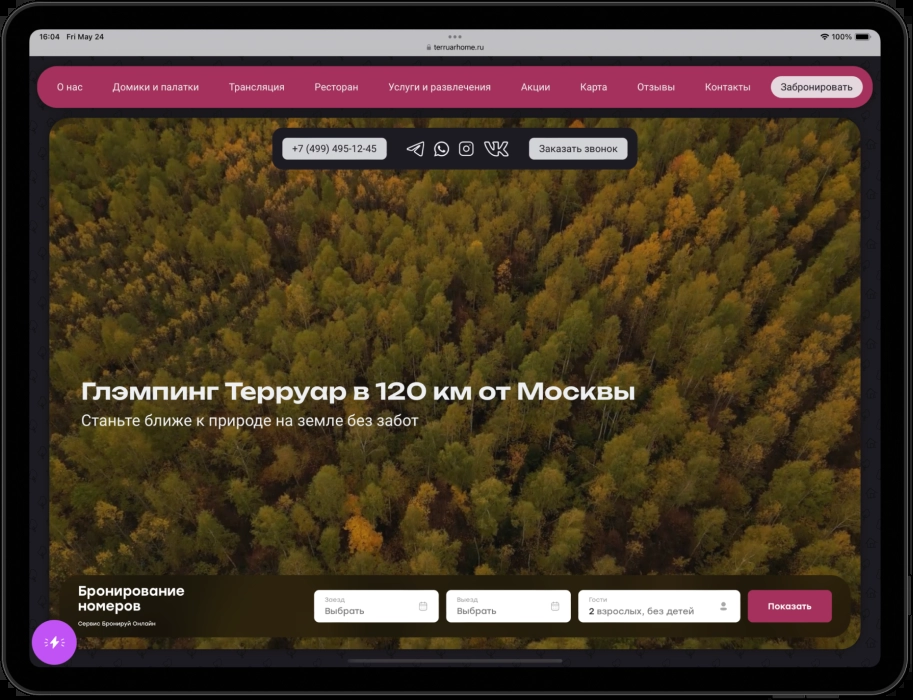 16:04 Fri May 24
100%
terruarhome.ru
О нас Домики и палатки Трансляция Ресторан Услуги и развлечения Акции Карта Отзывы Контакты Забронировать
+7 (499) 495-12-45 Заказать звонок
Глэмпинг Терруар в 120 км от Москвы
Станьте ближе к природе на земле без забот
Бронирование
номеров
Сервис Бронируй Онлайн
Заезд
Выбрать
Выезд
Выбрать
Гости
2 взрослых, без детей
Показать